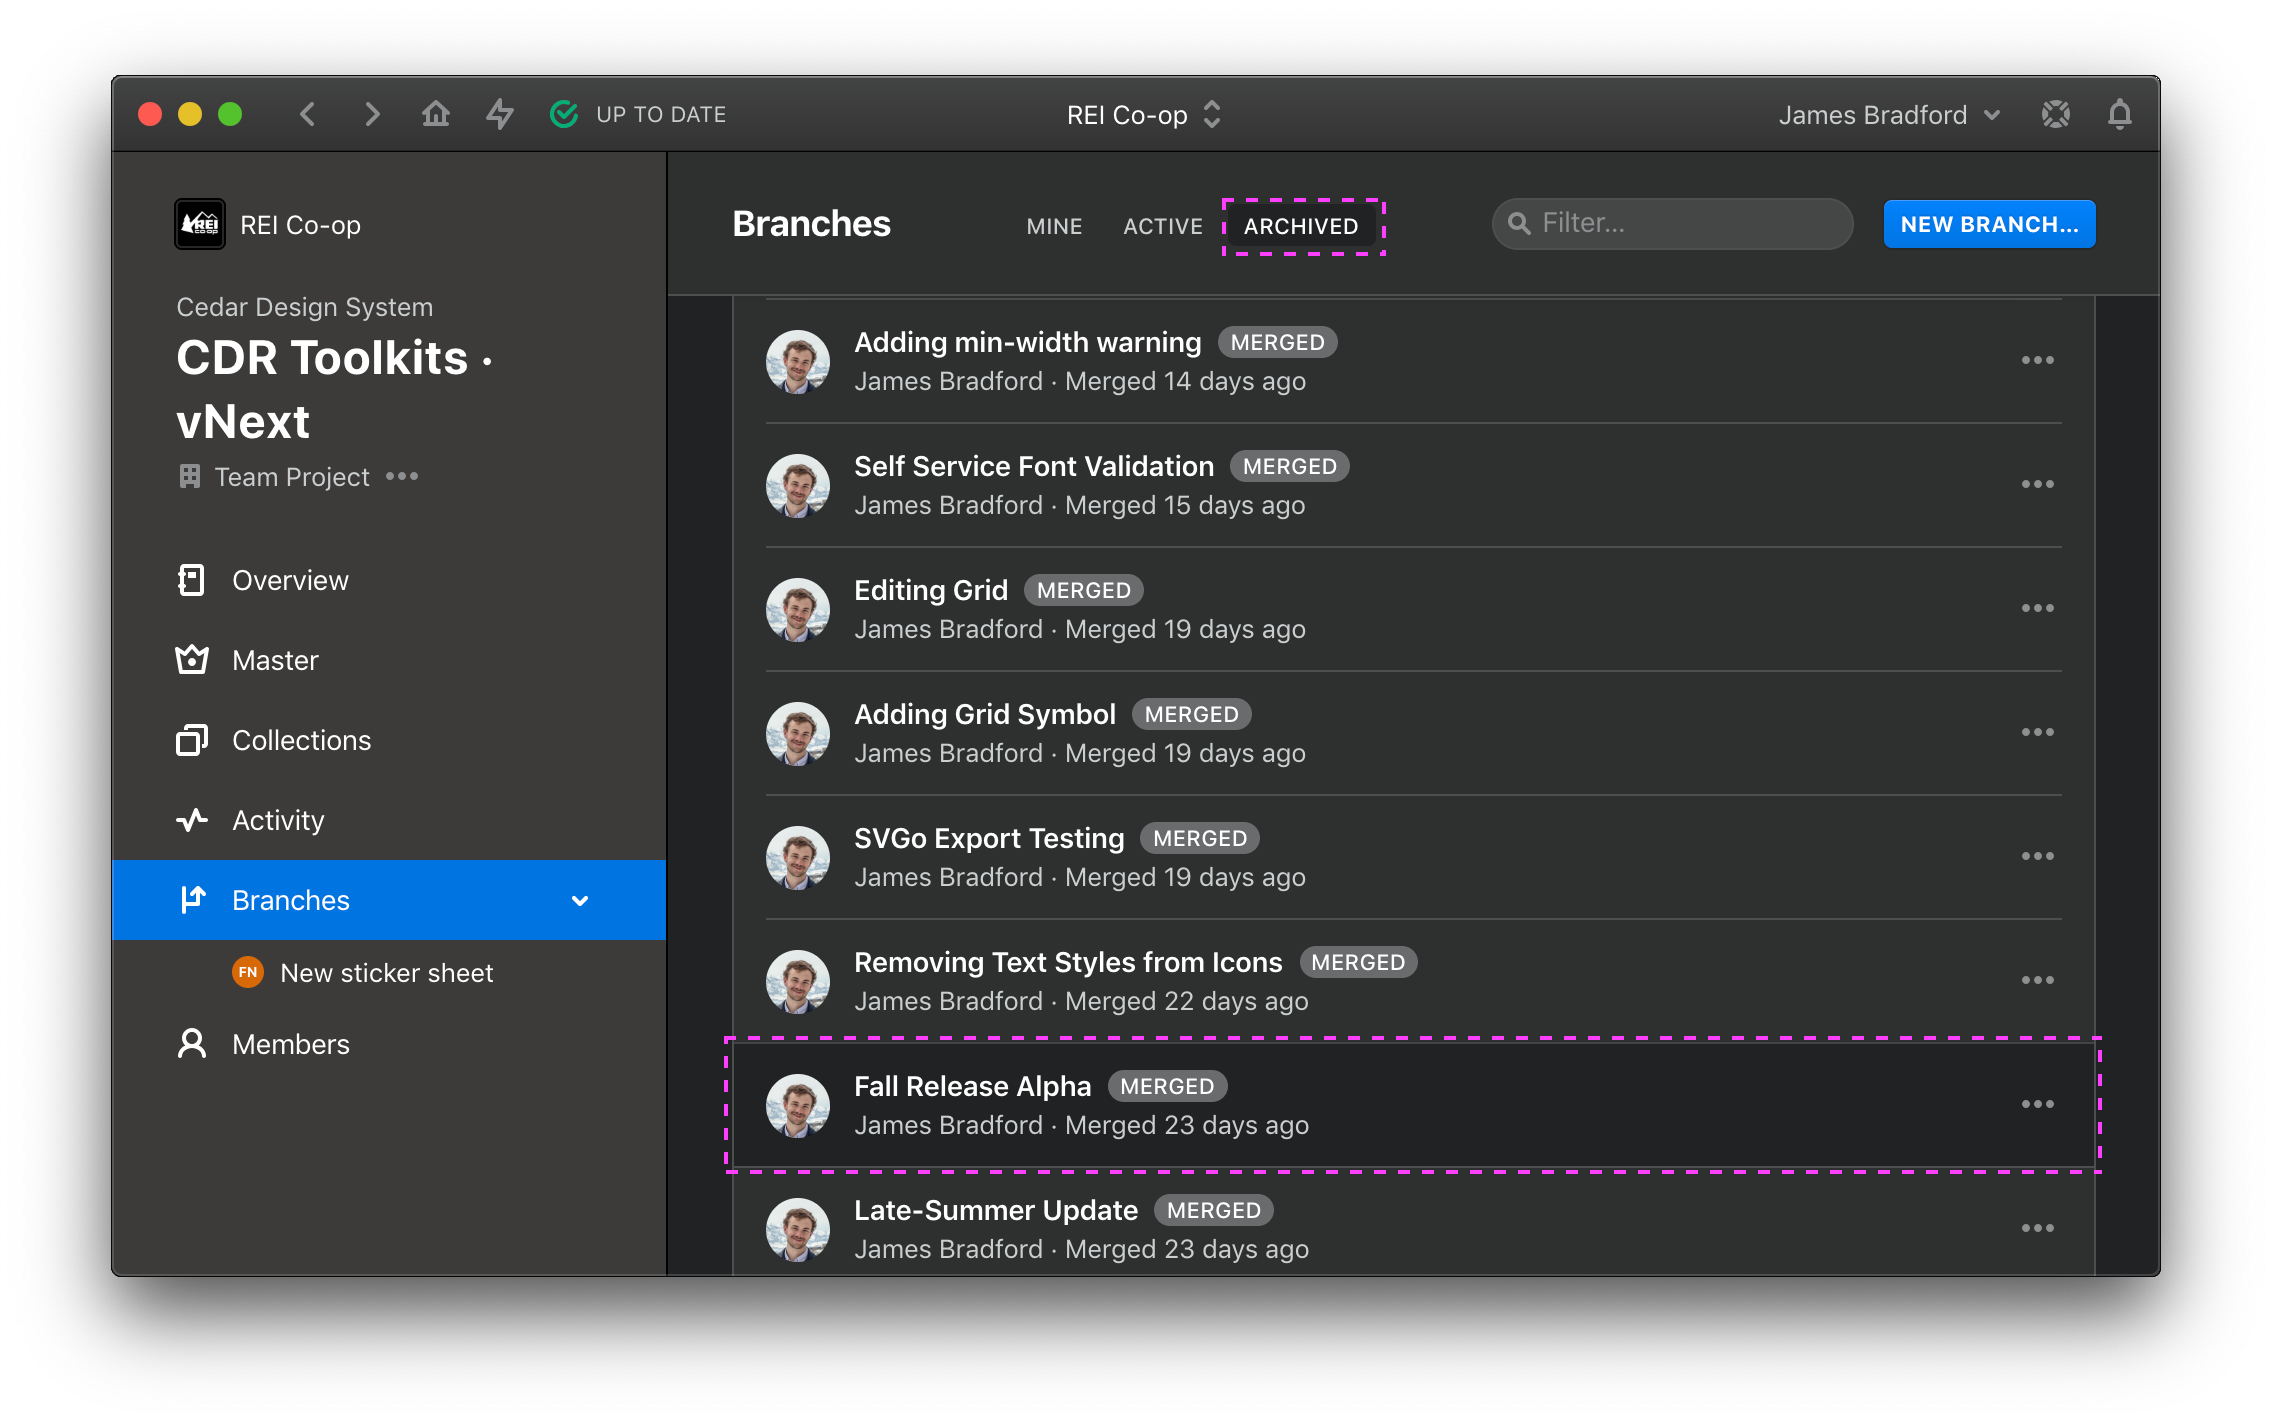 UP TO DATE
REI Co-op
James Bradford
REI
co·op
REI Co-op
Cedar Design System
CDR Toolkits ·
vNext
Team Project
Overview
Master
Collections
Activity
Branches
FN New sticker sheet
Members
Branches
MINE
ACTIVE
ARCHIVED
Filter...
NEW BRANCH...
Adding min-width warning MERGED
James Bradford · Merged 14 days ago
Self Service Font Validation MERGED
James Bradford · Merged 15 days ago
Editing Grid MERGED
James Bradford · Merged 19 days ago
Adding Grid Symbol MERGED
James Bradford · Merged 19 days ago
SVGo Export Testing MERGED
James Bradford · Merged 19 days ago
Removing Text Styles from Icons MERGED
James Bradford · Merged 22 days ago
Fall Release Alpha MERGED
James Bradford · Merged 23 days ago
Late-Summer Update MERGED
James Bradford · Merged 23 days ago